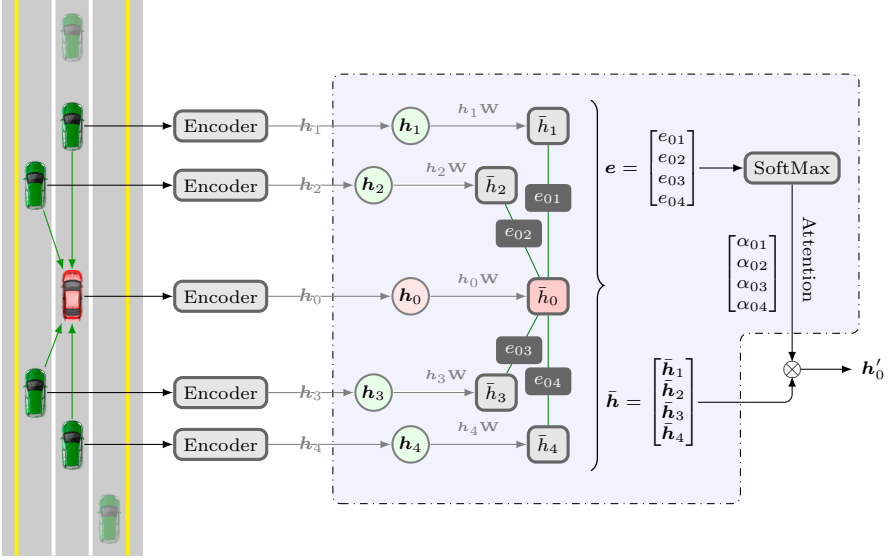 Encoder h₁ h₁ h₁W h̄₁
Encoder h₂ h₂ h₂W h̄₂
e₀₁
e₀₂
Encoder h₀ h₀ h₀W h̄₀
e₀₃
e₀₄
Encoder h₃ h₃ h₃W h̄₃
Encoder h₄ h₄ h₄W h̄₄
e = [e₀₁
e₀₂
e₀₃
e₀₄]
SoftMax
Attention
[α₀₁
α₀₂
α₀₃
α₀₄]
h̄ = [h̄₁
h̄₂
h̄₃
h̄₄]
⊗
h′₀